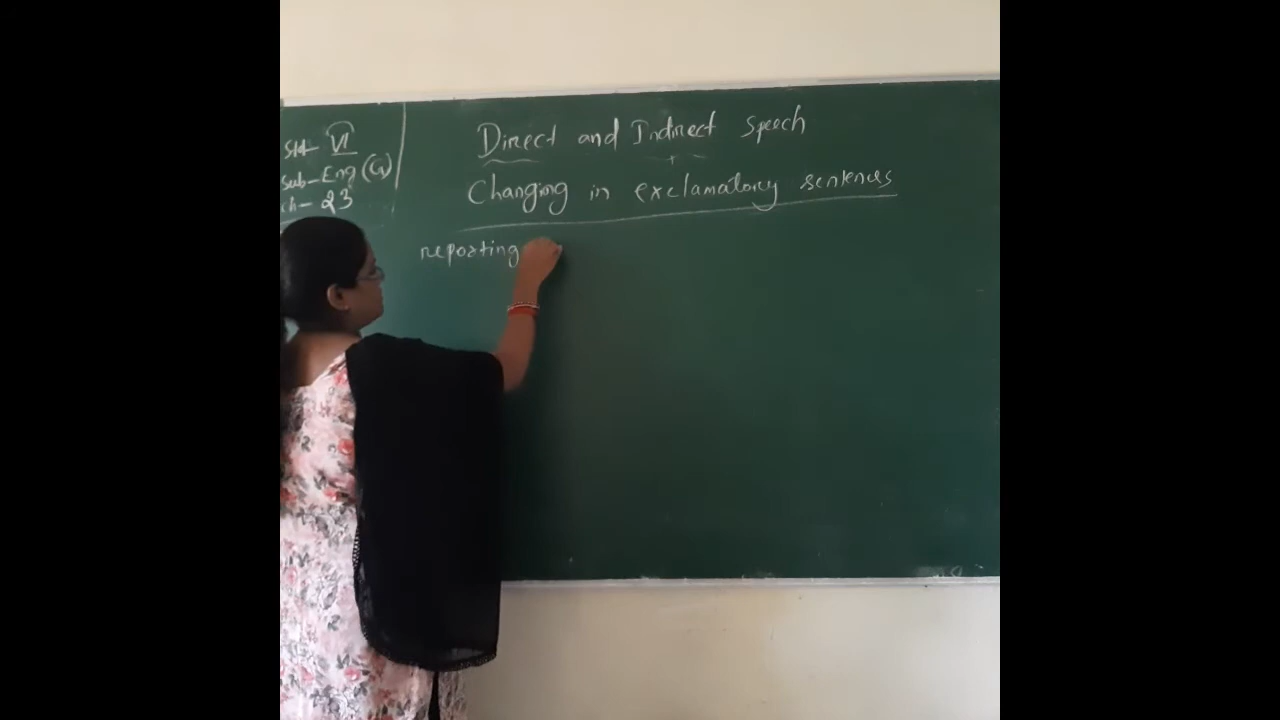 Std- VI
Sub- Eng (G)
ch- 23
Direct and Indirect Speech
Changing in exclamatory sentences
reporting